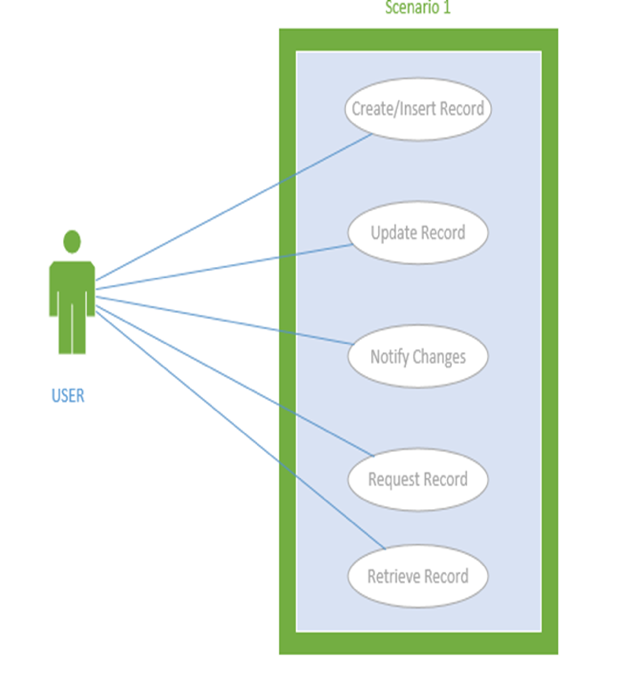 Scenario 1
Create/Insert Record
Update Record
Notify Changes
USER
Request Record
Retrieve Record